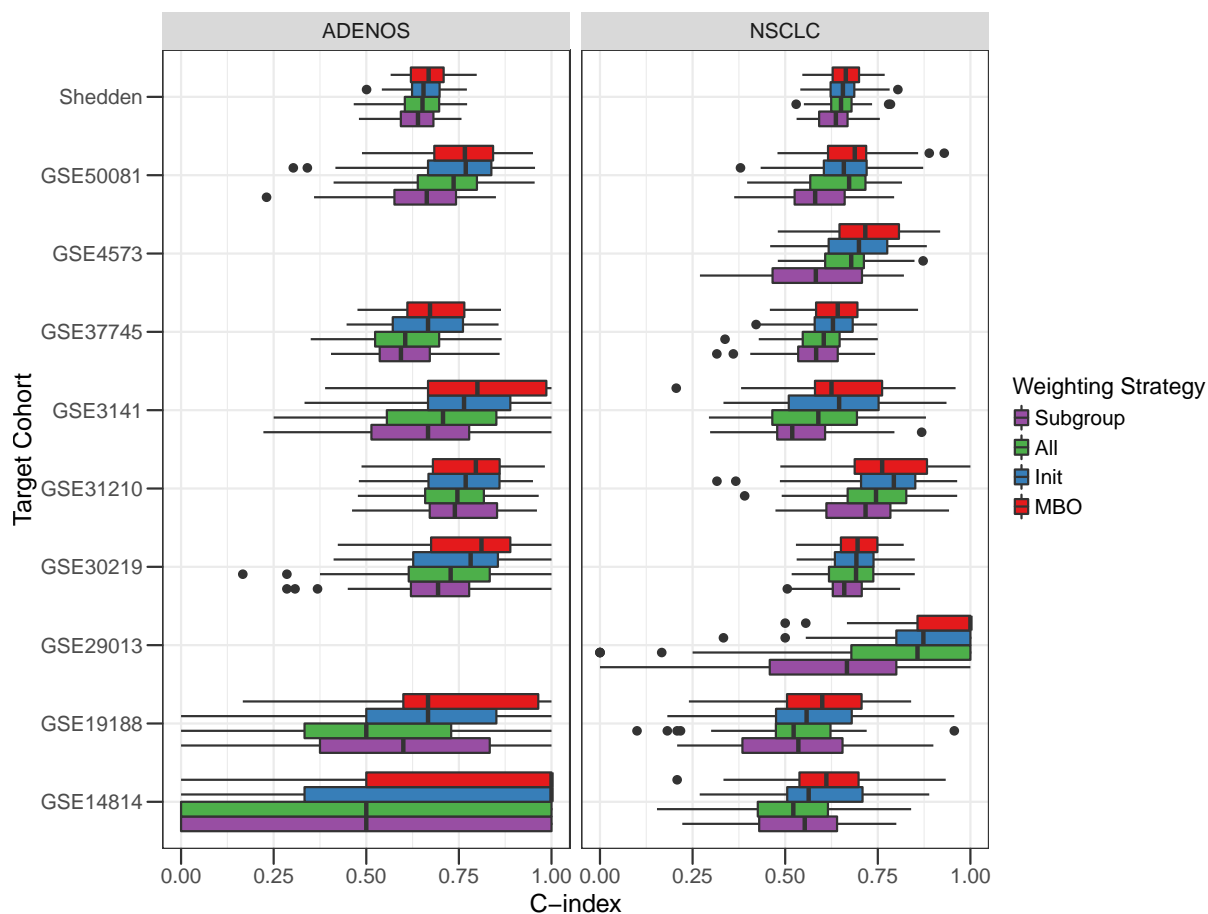 ADENOS
NSCLC
Target Cohort
Shedden
GSE50081
GSE4573
GSE37745
GSE3141
GSE31210
GSE30219
GSE29013
GSE19188
GSE14814
0.00 0.25 0.50 0.75 1.00
0.00 0.25 0.50 0.75 1.00
C−index
Weighting Strategy
Subgroup
All
Init
MBO